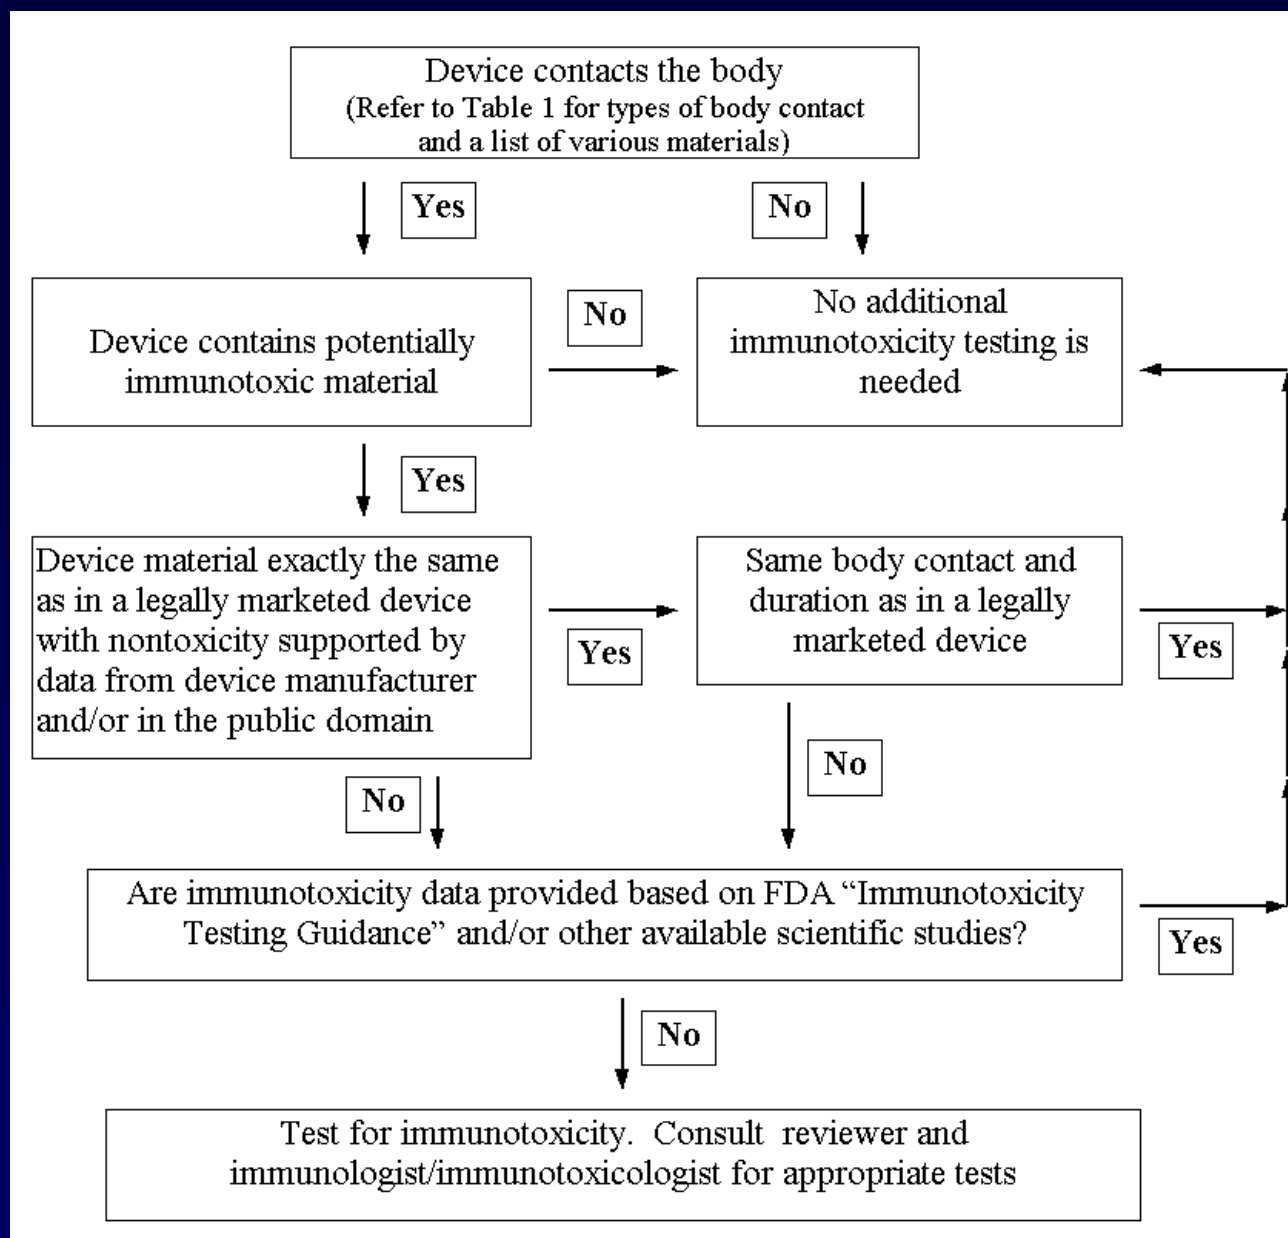 Device contacts the body
(Refer to Table 1 for types of body contact
and a list of various materials)
Yes
No
Device contains potentially
immunotoxic material
No
No additional
immunotoxicity testing is
needed
Yes
Device material exactly the same
as in a legally marketed device
with nontoxicity supported by
data from device manufacturer
and/or in the public domain
Yes
Same body contact and
duration as in a legally
marketed device
Yes
No
No
Are immunotoxicity data provided based on FDA “Immunotoxicity
Testing Guidance” and/or other available scientific studies?
Yes
No
Test for immunotoxicity.  Consult  reviewer and
immunologist/immunotoxicologist for appropriate tests